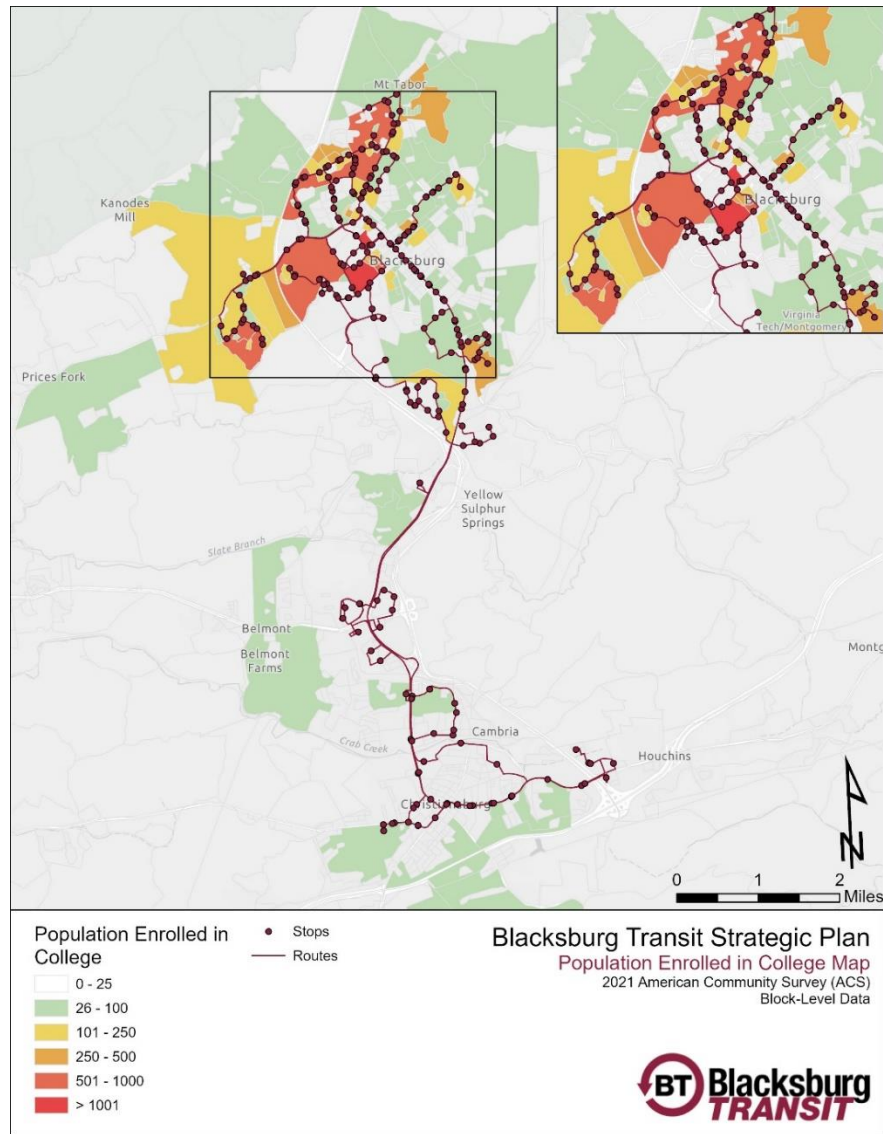 Mt Tabor
Kanodes
Mill
Blacksburg
Blacksburg
Virginia
Tech/Montgomery
Prices Fork
Yellow
Sulphur
Springs
Slate Branch
Belmont
Belmont
Farms
Montg
Cambria
Crab Creek
Houchins
Christiansburg
N
0 1 2
Miles
Population Enrolled in
College
0 - 25
26 - 100
101 - 250
250 - 500
501 - 1000
> 1001
Stops
Routes
Blacksburg Transit Strategic Plan
Population Enrolled in College Map
2021 American Community Survey (ACS)
Block-Level Data
BT Blacksburg
TRANSIT